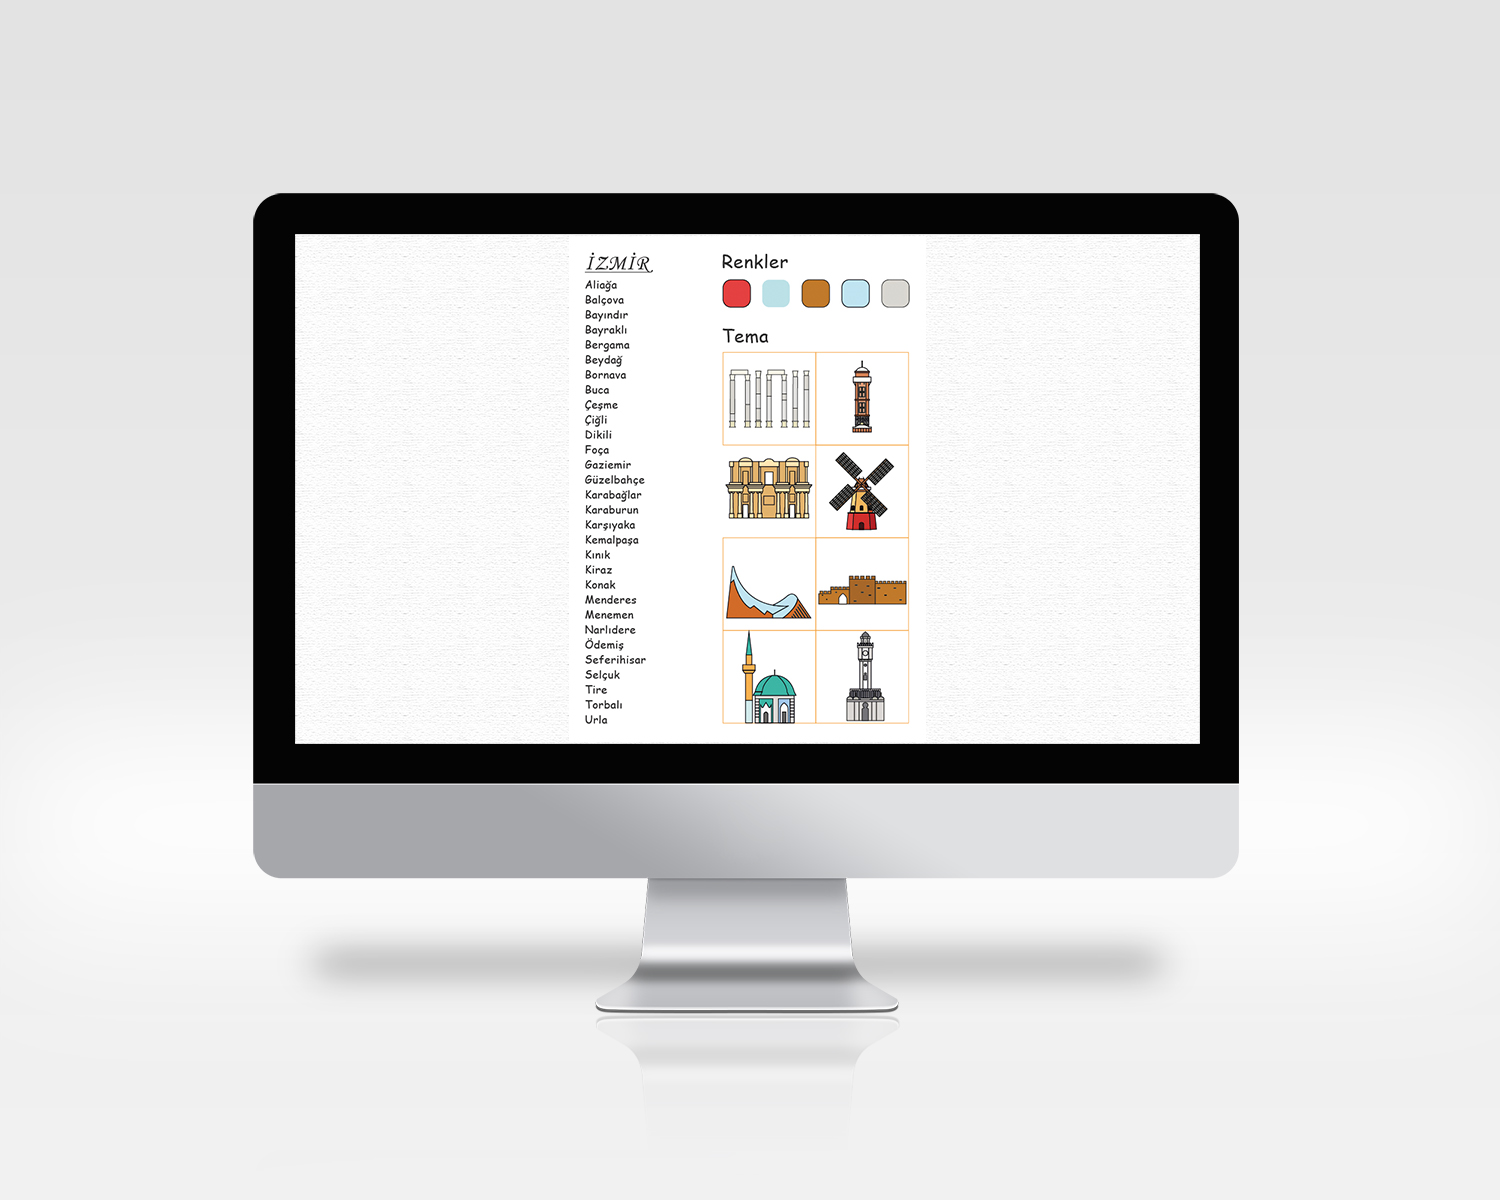 İZMİR
Aliağa
Balçova
Bayındır
Bayraklı
Bergama
Beydağ
Bornava
Buca
Çeşme
Çiğli
Dikili
Foça
Gaziemir
Güzelbahçe
Karabağlar
Karaburun
Karşıyaka
Kemalpaşa
Kınık
Kiraz
Konak
Menderes
Menemen
Narlıdere
Ödemiş
Seferihisar
Selçuk
Tire
Torbalı
Urla
Renkler
Tema